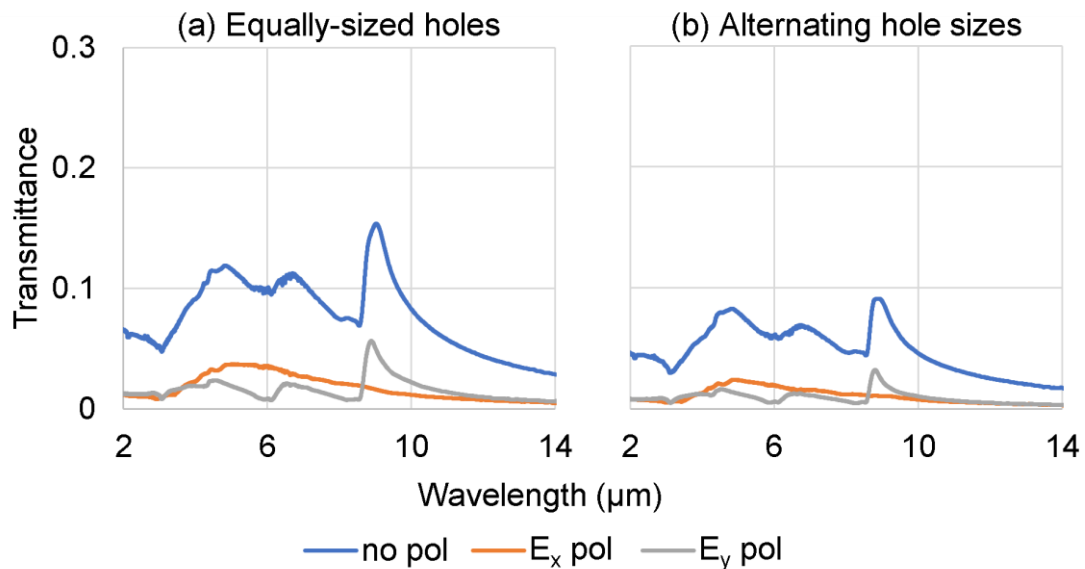 (a) Equally-sized holes
(b) Alternating hole sizes
Transmittance
0.3
0.2
0.1
0
2 6 10 14
2 6 10 14
Wavelength (µm)
no pol Ex pol Ey pol